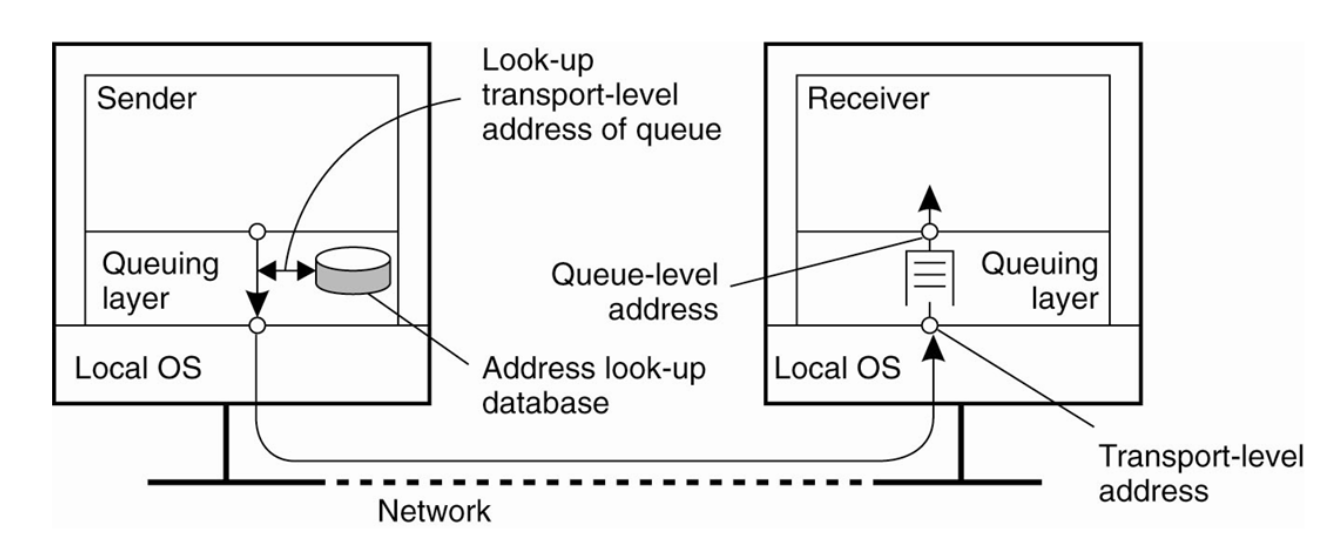 Sender
Look-up
transport-level
address of queue
Receiver
Queuing
layer
Queue-level
address
Queuing
layer
Local OS
Address look-up
database
Local OS
Network
Transport-level
address